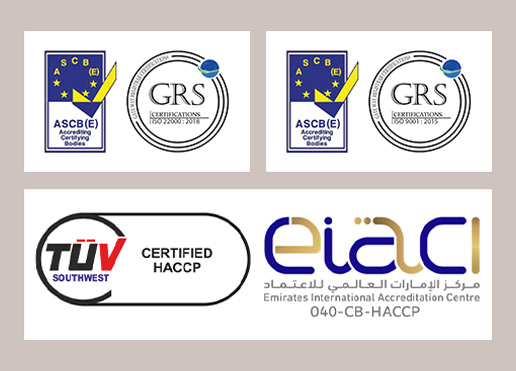 A S C B (E)
ASCB(E)
Accrediting
Certifying
Bodies
GRS
CERTIFICATIONS
ISO 22000 : 2018
A S C B (E)
ASCB(E)
Accrediting
Certifying
Bodies
GRS
CERTIFICATIONS
ISO 9001 : 2015
TÜV
SOUTHWEST
CERTIFIED
HACCP
eiaci
مركز الإمارات العالمي للاعتماد
Emirates International Accreditation Centre
040-CB-HACCP